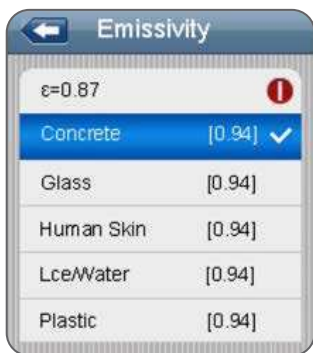 Emissivity
ε=0.87
Concrete [0.94]
Glass [0.94]
Human Skin [0.94]
Lce/Water [0.94]
Plastic [0.94]